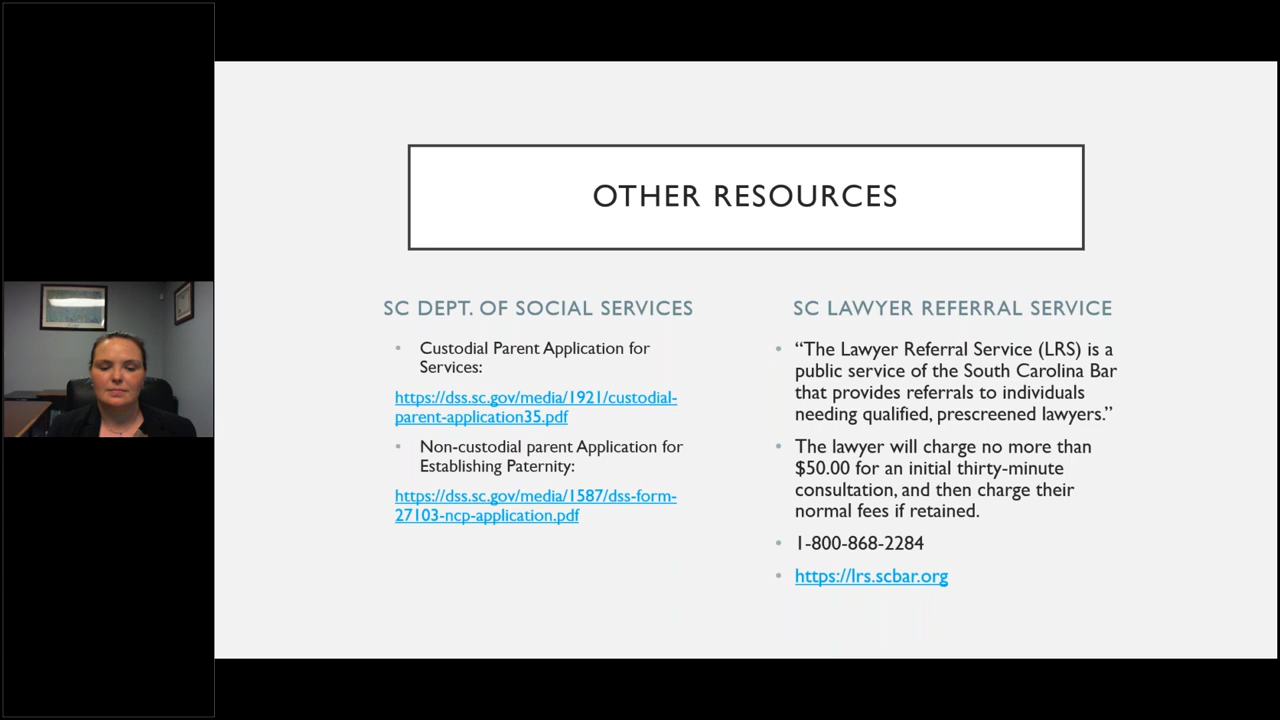 OTHER RESOURCES
SC DEPT. OF SOCIAL SERVICES
• Custodial Parent Application for
Services:
https://dss.sc.gov/media/1921/custodial-
parent-application35.pdf
• Non-custodial parent Application for
Establishing Paternity:
https://dss.sc.gov/media/1587/dss-form-
27103-ncp-application.pdf
SC LAWYER REFERRAL SERVICE
• “The Lawyer Referral Service (LRS) is a
public service of the South Carolina Bar
that provides referrals to individuals
needing qualified, prescreened lawyers.”
• The lawyer will charge no more than
$50.00 for an initial thirty-minute
consultation, and then charge their
normal fees if retained.
• 1-800-868-2284
• https://lrs.scbar.org